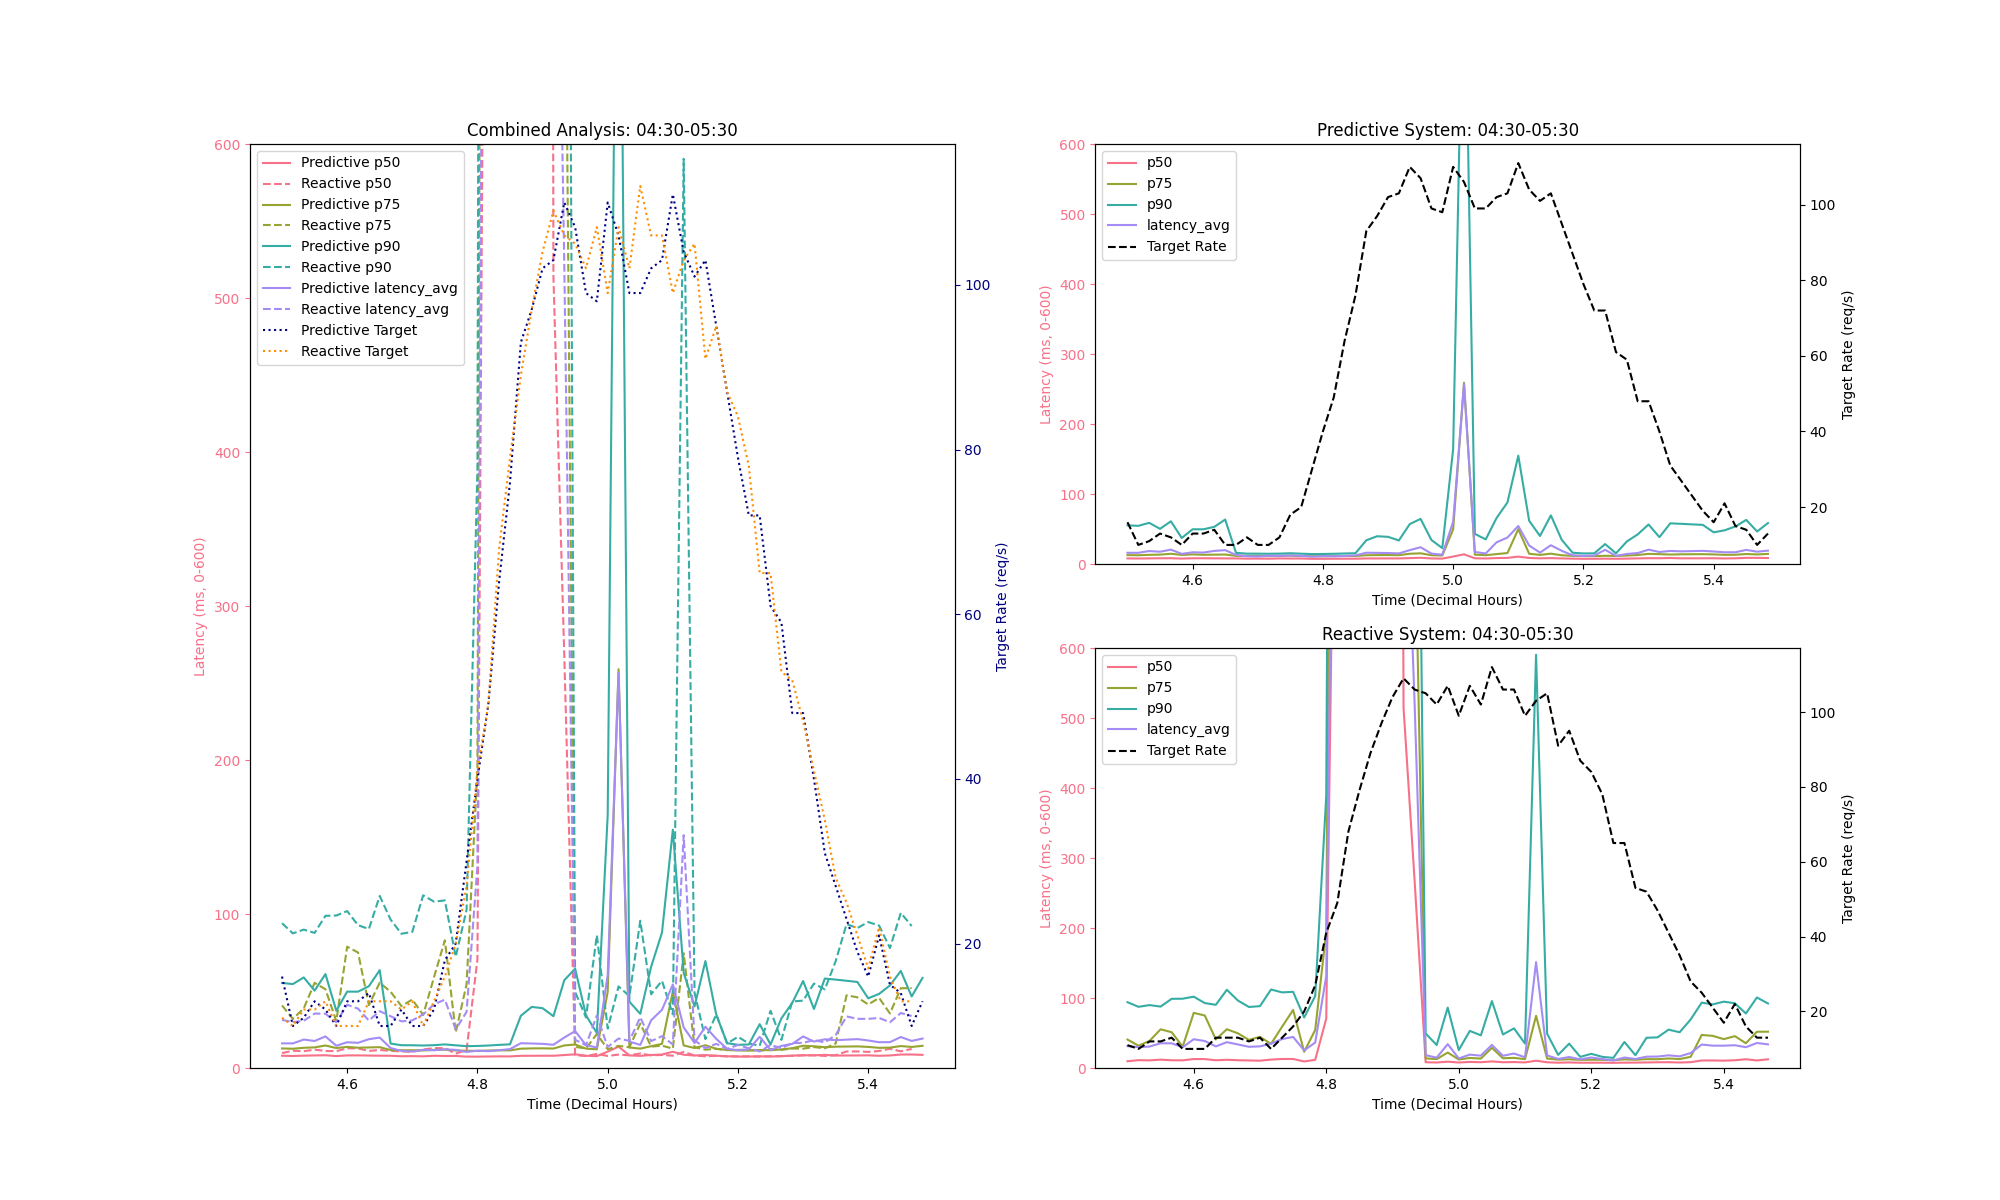 Combined Analysis: 04:30-05:30
600
500
400
300
200
100
0
Latency (ms, 0-600)
Predictive p50
Reactive p50
Predictive p75
Reactive p75
Predictive p90
Reactive p90
Predictive latency_avg
Reactive latency_avg
Predictive Target
Reactive Target
100
80
60
40
20
Target Rate (req/s)
4.6 4.8 5.0 5.2 5.4
Time (Decimal Hours)
Predictive System: 04:30-05:30
600
500
400
300
200
100
0
Latency (ms, 0-600)
p50
p75
p90
latency_avg
Target Rate
100
80
60
40
20
Target Rate (req/s)
4.6 4.8 5.0 5.2 5.4
Time (Decimal Hours)
Reactive System: 04:30-05:30
600
500
400
300
200
100
0
Latency (ms, 0-600)
p50
p75
p90
latency_avg
Target Rate
100
80
60
40
20
Target Rate (req/s)
4.6 4.8 5.0 5.2 5.4
Time (Decimal Hours)